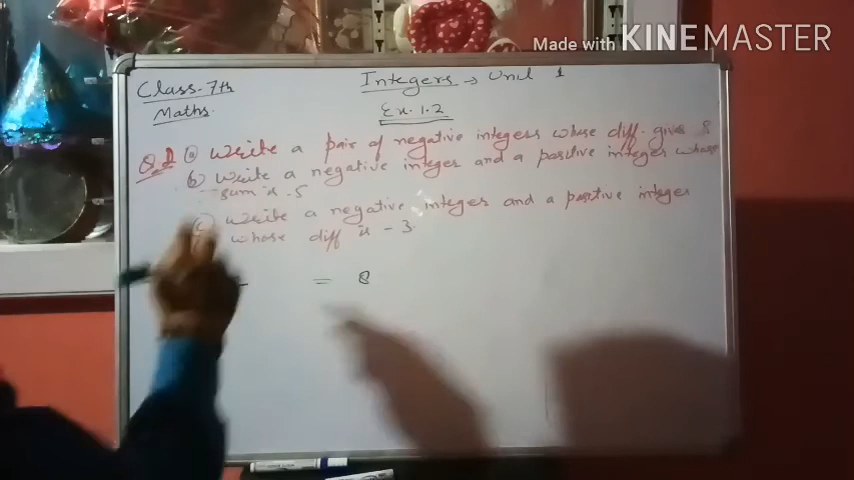 Made with KINEMASTER
Class-7th
Integers → Unit 1
Maths
Ex.1.2
Q.2 (a) Write a pair of negative integers whose diff. gives 8
(b) Write a negative integer and a positive integer whose
sum is -5
(c) Write a negative integer and a positive integer
whose diff is -3
= 8